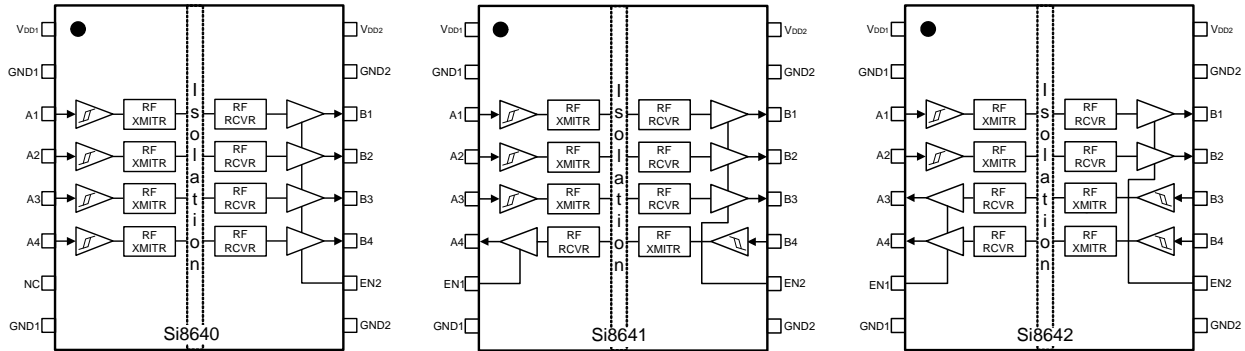 VDD1
VDD2
GND1
GND2
A1
RF XMITR
RF RCVR
B1
A2
RF XMITR
RF RCVR
B2
A3
RF XMITR
RF RCVR
B3
A4
RF XMITR
RF RCVR
B4
NC
EN2
GND1
GND2
Isolation
Si8640
VDD1
VDD2
GND1
GND2
A1
RF XMITR
RF RCVR
B1
A2
RF XMITR
RF RCVR
B2
A3
RF XMITR
RF RCVR
B3
A4
RF RCVR
RF XMITR
B4
EN1
EN2
GND1
GND2
Isolation
Si8641
VDD1
VDD2
GND1
GND2
A1
RF XMITR
RF RCVR
B1
A2
RF XMITR
RF RCVR
B2
A3
RF RCVR
RF XMITR
B3
A4
RF RCVR
RF XMITR
B4
EN1
EN2
GND1
GND2
Isolation
Si8642